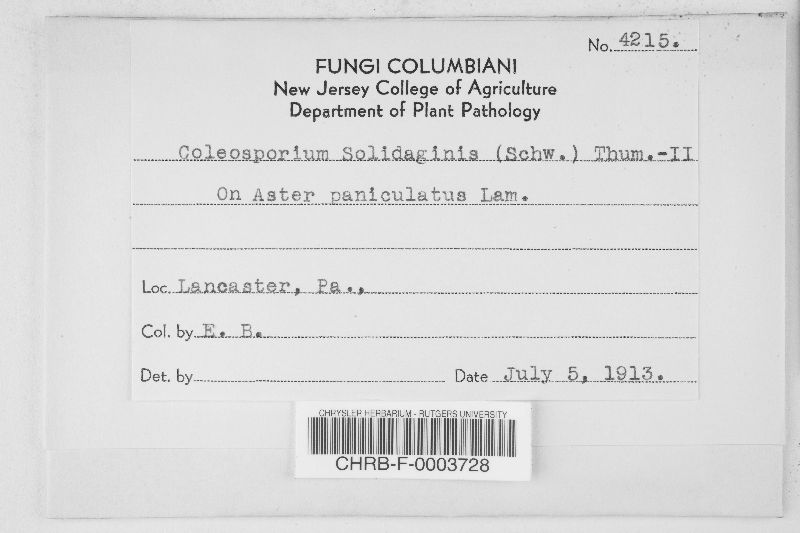 No. 4215.
FUNGI COLUMBIANI
New Jersey College of Agriculture
Department of Plant Pathology
Coleosporium Solidaginis (Schw.) Thum.-II
On Aster paniculatus Lam.
Loc. Lancaster, Pa.,
Col. by E. B.
Det. by Date July 5, 1913.
CHRYSLER HERBARIUM - RUTGERS UNIVERSITY
CHRB-F-0003728